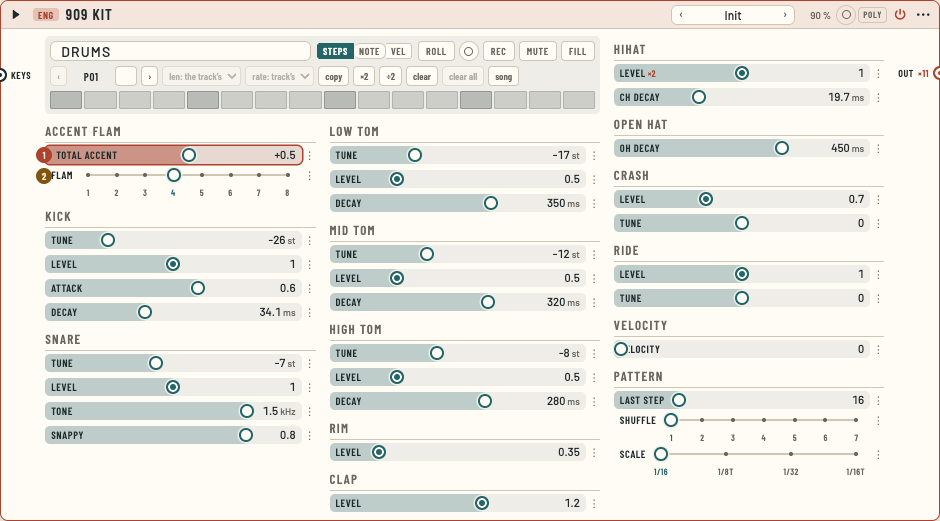 ENG 909 KIT
‹ Init ›
90 % POLY
KEYS
OUT ×11
DRUMS
STEPS NOTE VEL ROLL REC MUTE FILL
‹ P01 › len: the track's rate: track's copy ×2 ÷2 clear clear all song
ACCENT FLAM
1 TOTAL ACCENT +0.5
2 FLAM
1 2 3 4 5 6 7 8
KICK
TUNE -26 st
LEVEL 1
ATTACK 0.6
DECAY 34.1 ms
SNARE
TUNE -7 st
LEVEL 1
TONE 1.5 kHz
SNAPPY 0.8
LOW TOM
TUNE -17 st
LEVEL 0.5
DECAY 350 ms
MID TOM
TUNE -12 st
LEVEL 0.5
DECAY 320 ms
HIGH TOM
TUNE -8 st
LEVEL 0.5
DECAY 280 ms
RIM
LEVEL 0.35
CLAP
LEVEL 1.2
HIHAT
LEVEL ×2 1
CH DECAY 19.7 ms
OPEN HAT
OH DECAY 450 ms
CRASH
LEVEL 0.7
TUNE 0
RIDE
LEVEL 1
TUNE 0
VELOCITY
LOCITY 0
PATTERN
LAST STEP 16
SHUFFLE
1 2 3 4 5 6 7
SCALE
1/16 1/8T 1/32 1/16T